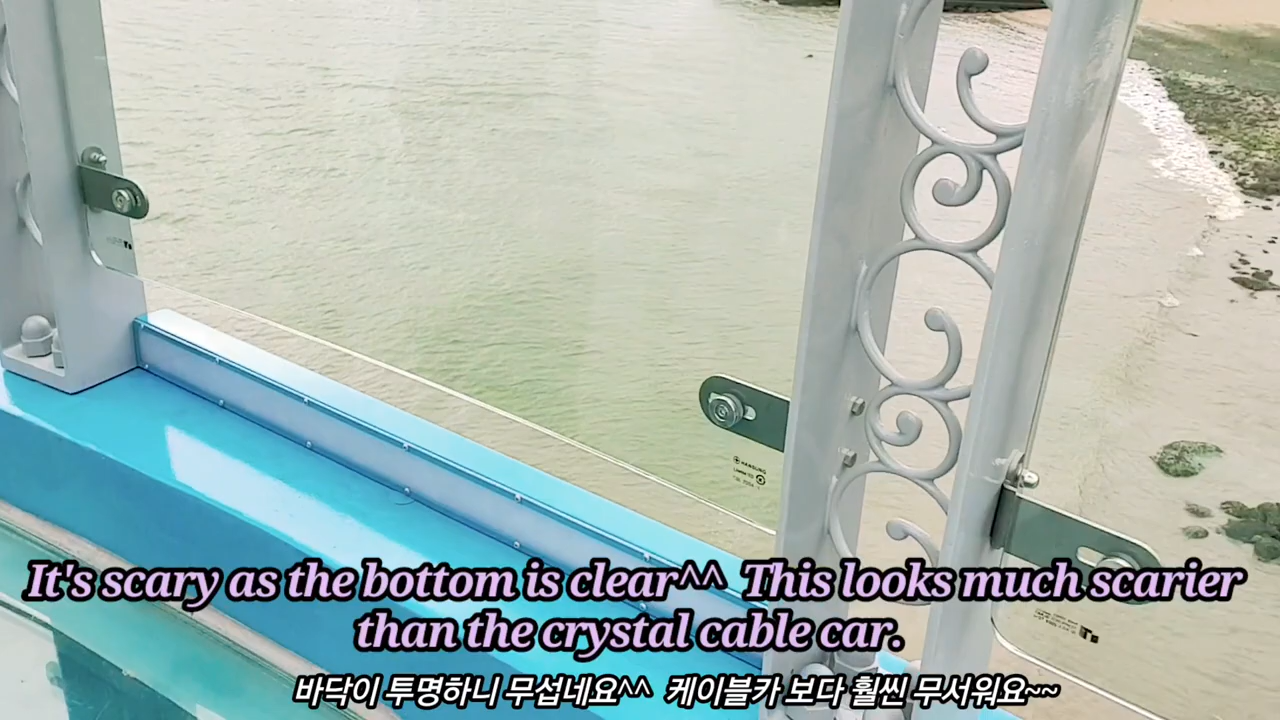 HANSUNG
It's scary as the bottom is clear^^ This looks much scarier
than the crystal cable car.
바닥이 투명하니 무섭네요^^ 케이블카 보다 훨씬 무서워요~~